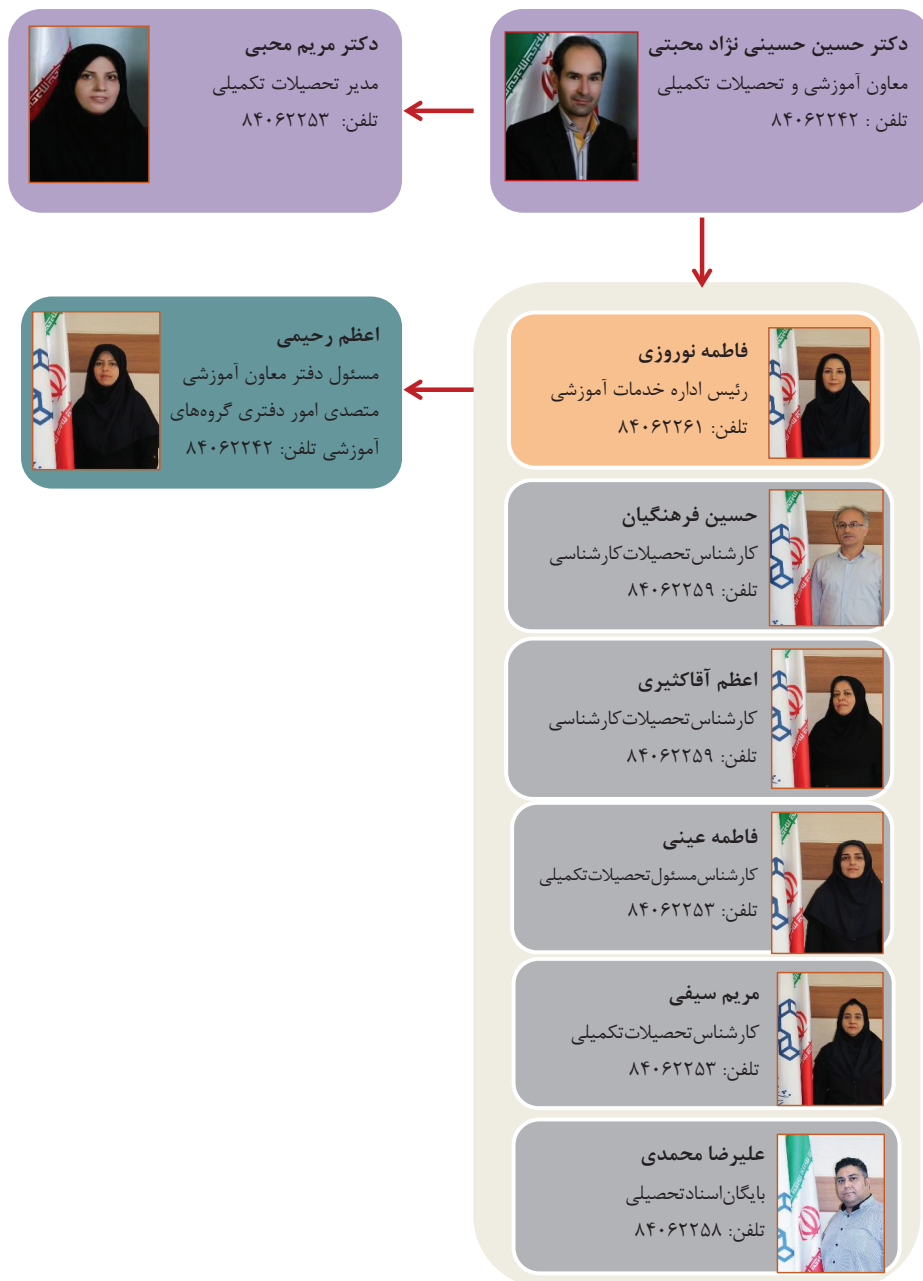 دکتر حسین حسینی نژاد محبتی
معاون آموزشی و تحصیلات تکمیلی
تلفن : ۸۴۰۶۲۲۴۲
دکتر مریم محبی
مدیر تحصیلات تکمیلی
تلفن: ۸۴۰۶۲۲۵۳
فاطمه نوروزی
رئیس اداره خدمات آموزشی
تلفن: ۸۴۰۶۲۲۶۱
اعظم رحیمی
مسئول دفتر معاون آموزشی
متصدی امور دفتری گروه‌های
آموزشی تلفن: ۸۴۰۶۲۲۴۲
حسین فرهنگیان
کارشناس تحصیلات کارشناسی
تلفن: ۸۴۰۶۲۲۵۹
اعظم آقاکثیری
کارشناس تحصیلات کارشناسی
تلفن: ۸۴۰۶۲۲۵۹
فاطمه عینی
کارشناس مسئول تحصیلات تکمیلی
تلفن: ۸۴۰۶۲۲۵۳
مریم سیفی
کارشناس تحصیلات تکمیلی
تلفن: ۸۴۰۶۲۲۵۳
علیرضا محمدی
بایگان اسناد تحصیلی
تلفن: ۸۴۰۶۲۲۵۸